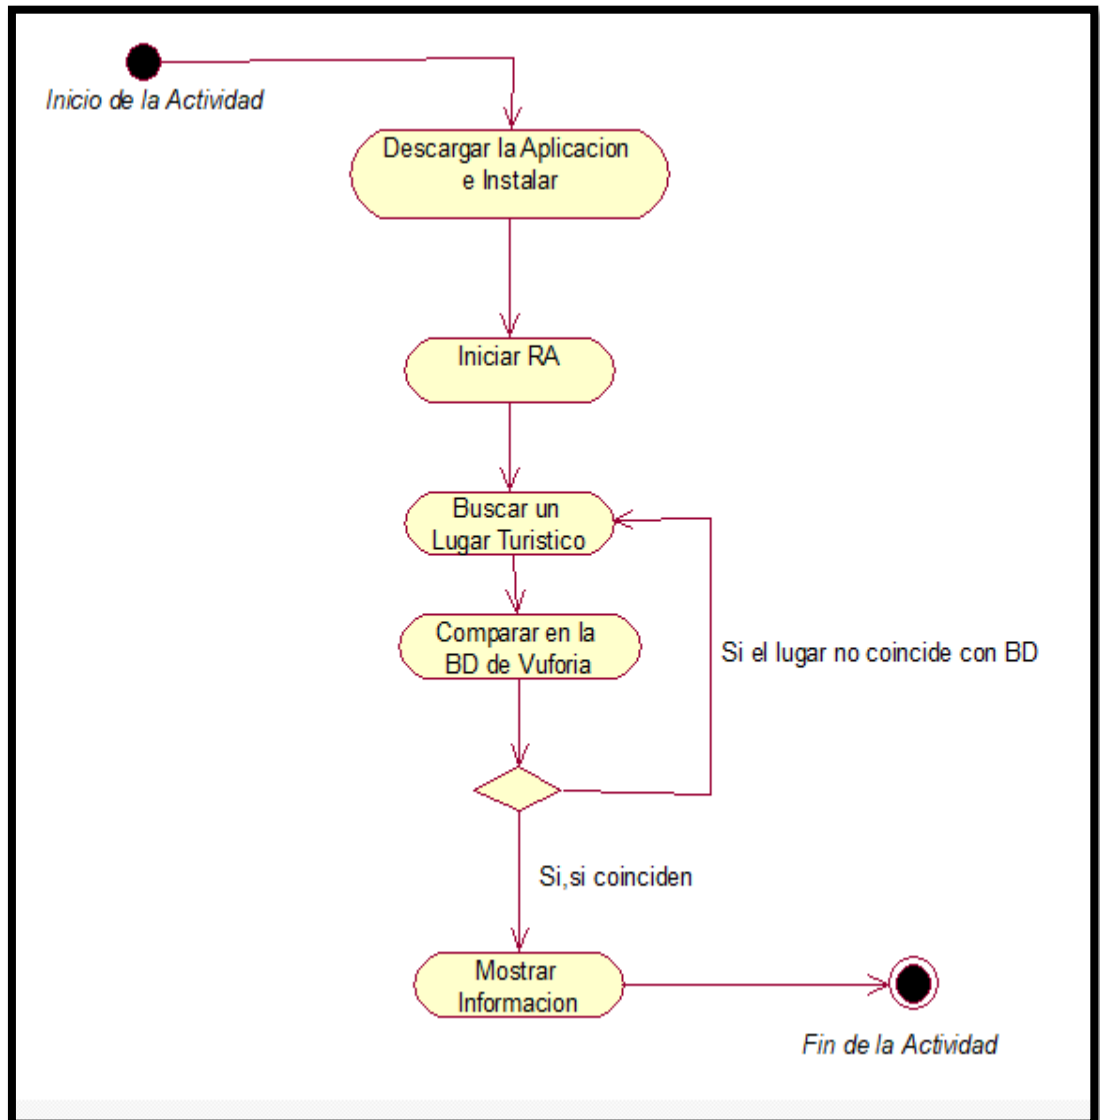 Inicio de la Actividad
Descargar la Aplicacion
e Instalar
Iniciar RA
Buscar un
Lugar Turistico
Comparar en la
BD de Vuforia
Si el lugar no coincide con BD
Si,si coinciden
Mostrar
Informacion
Fin de la Actividad